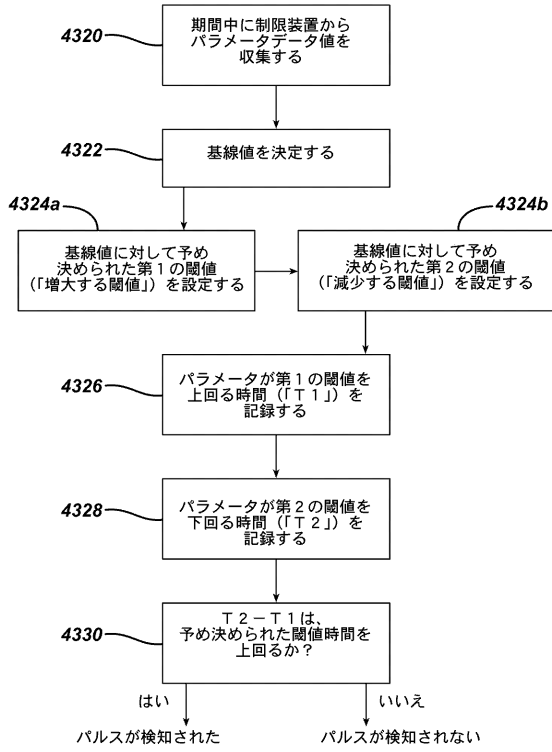 4320
期間中に制限装置から
パラメータデータ値を
収集する
4322
基線値を決定する
4324a
4324b
基線値に対して予め
決められた第１の閾値
(「増大する閾値」) を設定する
基線値に対して予め
決められた第２の閾値
(「減少する閾値」) を設定する
4326
パラメータが第１の閾値を
上回る時間 (「Ｔ１」) を
記録する
4328
パラメータが第２の閾値を
下回る時間 (「Ｔ２」) を
記録する
4330
Ｔ２－Ｔ１は、
予め決められた閾値時間を
上回るか？
はい
いいえ
パルスが検知された
パルスが検知されない